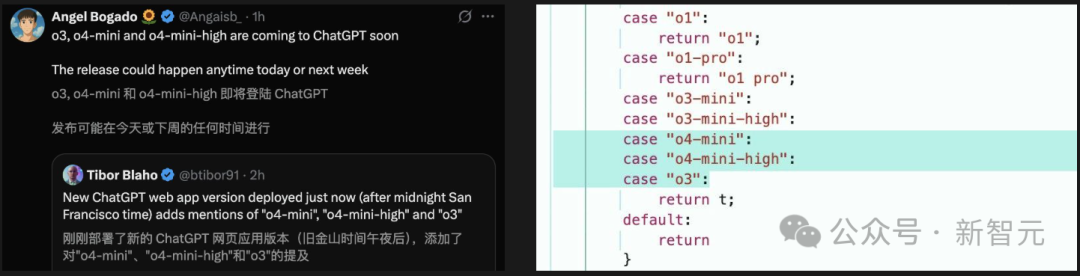 Angel Bogado 🌻 @Angaisb_ · 1h
o3, o4-mini and o4-mini-high are coming to ChatGPT soon
The release could happen anytime today or next week
o3, o4-mini 和 o4-mini-high 即将登陆 ChatGPT
发布可能在今天或下周的任何时间进行
Tibor Blaho @btibor91 · 2h
New ChatGPT web app version deployed just now (after midnight San
Francisco time) adds mentions of "o4-mini", "o4-mini-high" and "o3"
刚刚部署了新的 ChatGPT 网页应用版本（旧金山时间午夜后），添加了
对"o4-mini"、"o4-mini-high"和"o3"的提及
case "o1":
return "o1";
case "o1-pro":
return "o1 pro";
case "o3-mini":
case "o3-mini-high":
case "o4-mini":
case "o4-mini-high":
case "o3":
return t;
default:
return
}
公众号 · 新智元